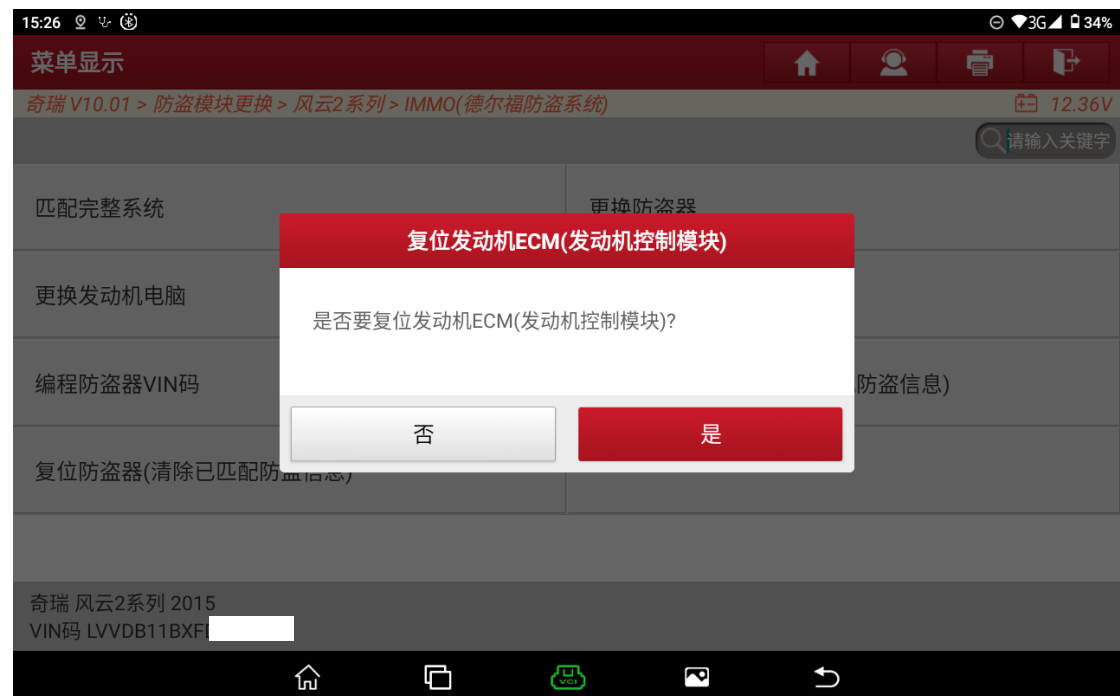 15:26
3G 34%
菜单显示
奇瑞 V10.01 > 防盗模块更换 > 风云2系列 > IMMO(德尔福防盗系统)
12.36V
请输入关键字
匹配完整系统
更换防盗器
复位发动机ECM(发动机控制模块)
更换发动机电脑
是否要复位发动机ECM(发动机控制模块)?
编程防盗器VIN码
防盗信息)
否
是
复位防盗器(清除已匹配防盗信息)
奇瑞 风云2系列 2015
VIN码 LVVDB11BXF
VCI